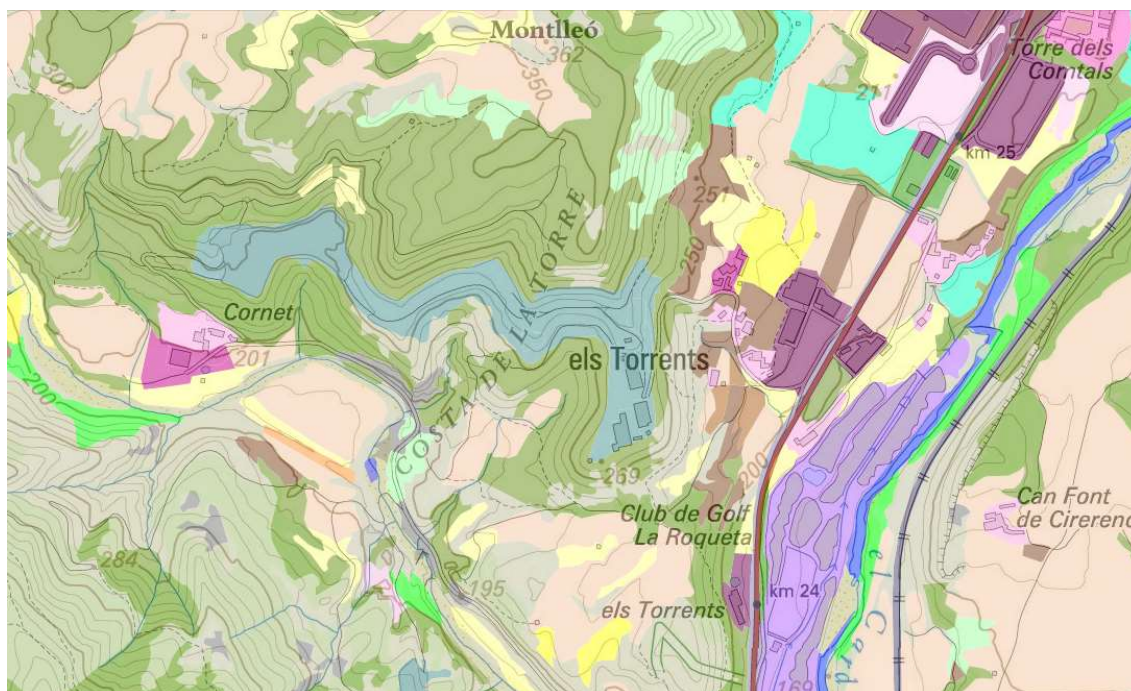 Montlleó
362
Torre dels
Comtals
300
350
211
km 25
251
COSTA DE LA TORRE
250
Cornet
201
els Torrents
200
269
200
Club de Golf
La Roqueta
Can Font
de Cirerenc
284
195
els Torrents
km 24
el Card
169